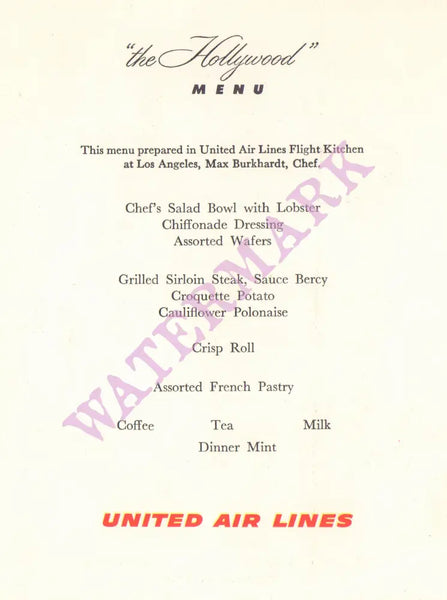 "the Hollywood"
MENU
This menu prepared in United Air Lines Flight Kitchen
at Los Angeles, Max Burkhardt, Chef.
Chef's Salad Bowl with Lobster
Chiffonade Dressing
Assorted Wafers
Grilled Sirloin Steak, Sauce Bercy
Croquette Potato
Cauliflower Polonaise
Crisp Roll
Assorted French Pastry
Coffee Tea Milk
Dinner Mint
UNITED AIR LINES
WATERMARK